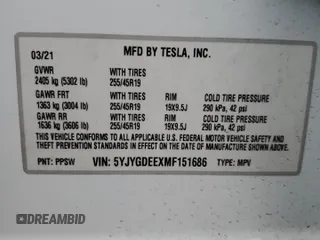 03/21 MFD BY TESLA, INC.
GVWR WITH TIRES
2405 kg (5302 lb) 255/45R19
GAWR FRT WITH TIRES RIM COLD TIRE PRESSURE
1363 kg (3004 lb) 255/45R19 19X9.5J 290 kPa, 42 psi
GAWR RR WITH TIRES RIM COLD TIRE PRESSURE
1636 kg (3606 lb) 255/45R19 19X9.5J 290 kPa, 42 psi
THIS VEHICLE CONFORMS TO ALL APPLICABLE U.S. FEDERAL MOTOR VEHICLE SAFETY AND
THEFT PREVENTION STANDARDS IN EFFECT ON THE DATE OF MANUFACTURE SHOWN ABOVE.
PNT: PPSW VIN: 5YJYGDEEXMF151686 TYPE: MPV
DREAMBID